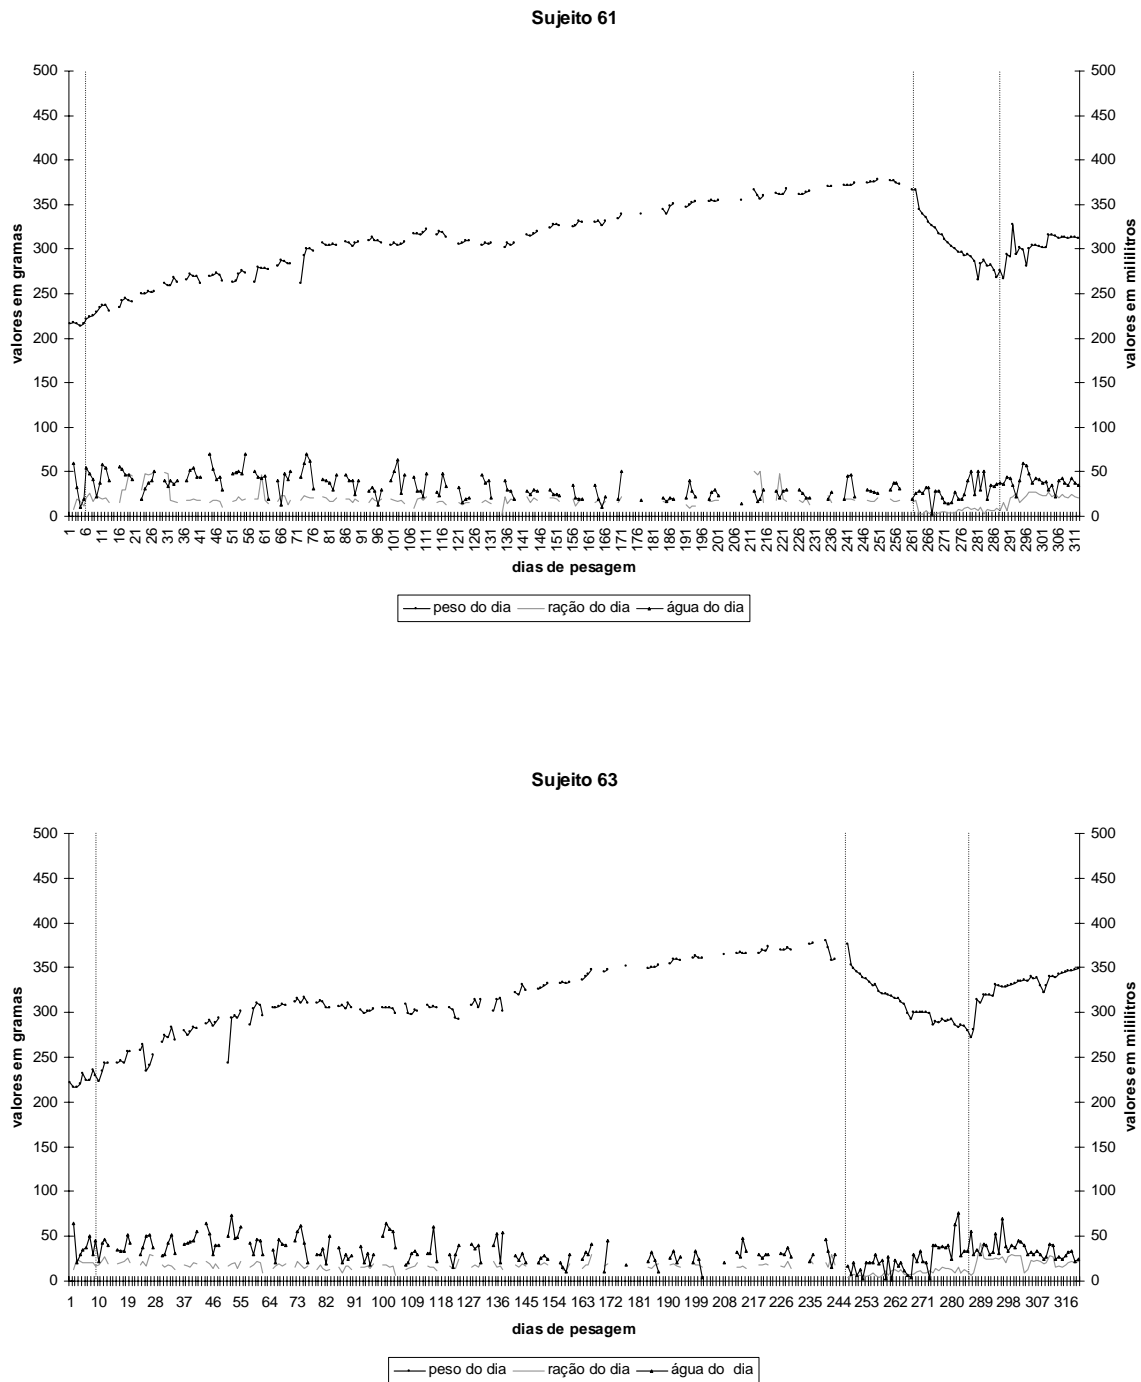 Sujeito 61
500 500
450 450
400 400
350 350
300 300
250 250
200 200
150 150
100 100
50 50
0 0
valores em gramas
valores em mililitros
1 6 11 16 21 26 31 36 41 46 51 56 61 66 71 76 81 86 91 96 101 106 111 116 121 126 131 136 141 146 151 156 161 166 171 176 181 186 191 196 201 206 211 216 221 226 231 236 241 246 251 256 261 266 271 276 281 286 291 296 301 306 311
dias de pesagem
peso do dia ração do dia água do dia
Sujeito 63
500 500
450 450
400 400
350 350
300 300
250 250
200 200
150 150
100 100
50 50
0 0
valores em gramas
valores em mililitros
1 10 19 28 37 46 55 64 73 82 91 100 109 118 127 136 145 154 163 172 181 190 199 208 217 226 235 244 253 262 271 280 289 298 307 316
dias de pesagem
peso do dia ração do dia água do dia